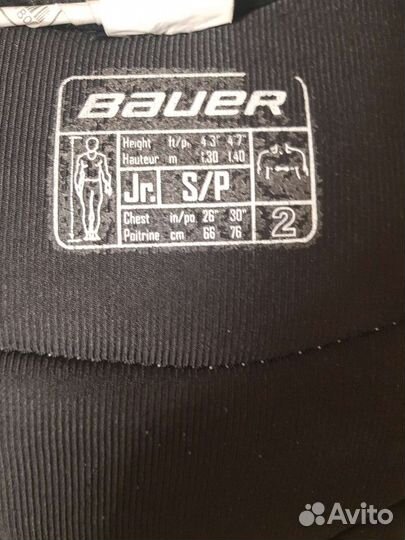 BAUER
Height ft/pi 4'3" 4'7"
Hauteur m 1.30 1.40
Jr. S/P
Chest in/po 26" 30"
Poitrine cm 66 76
2
Avito